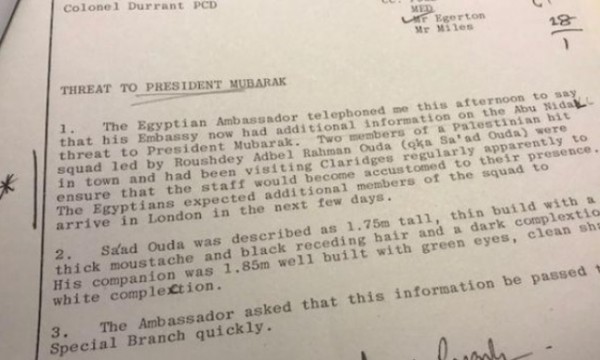 Colonel Durrant PCD
MED
Mr Egerton
Mr Miles
18
1
THREAT TO PRESIDENT MUBARAK
1. The Egyptian Ambassador telephoned me this afternoon to say
that his Embassy now had additional information on the Abu Nidal
threat to President Mubarak. Two members of a Palestinian hit
squad led by Roushdey Adbel Rahman Ouda (qka Sa'ad Ouda) were
in town and had been visiting Claridges regularly apparently to
ensure that the staff would become accustomed to their presence.
The Egyptians expected additional members of the squad to
arrive in London in the next few days.
2. Sa'ad Ouda was described as 1.75m tall, thin build with a
thick moustache and black receding hair and a dark complectio
His companion was 1.85m well built with green eyes, clean sha
white complection.
3. The Ambassador asked that this information be passed t
Special Branch quickly.